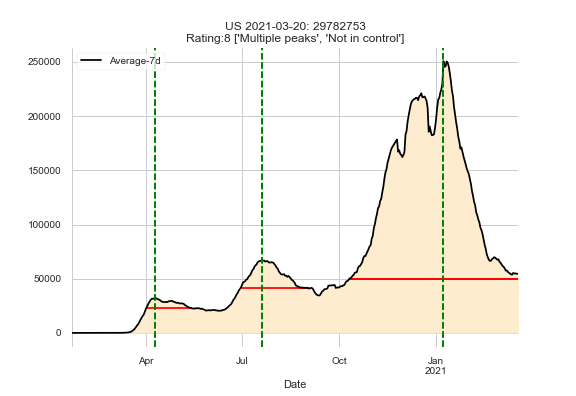 US 2021-03-20: 29782753
Rating:8 ['Multiple peaks', 'Not in control']
Average-7d
250000
200000
150000
100000
50000
0
Apr
Jul
Oct
Jan
2021
Date